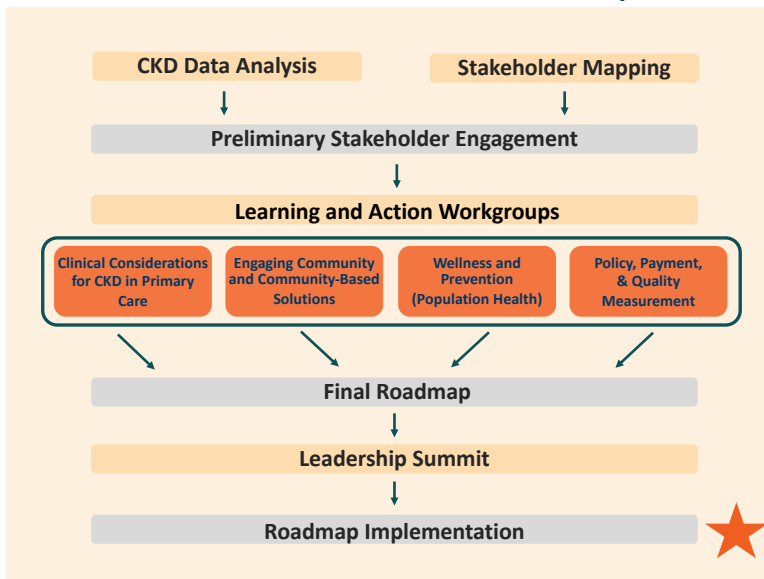 CKD Data Analysis
Stakeholder Mapping
Preliminary Stakeholder Engagement
Learning and Action Workgroups
Clinical Considerations
for CKD in Primary
Care
Engaging Community
and Community-Based
Solutions
Wellness and
Prevention
(Population Health)
Policy, Payment,
& Quality
Measurement
Final Roadmap
Leadership Summit
Roadmap Implementation